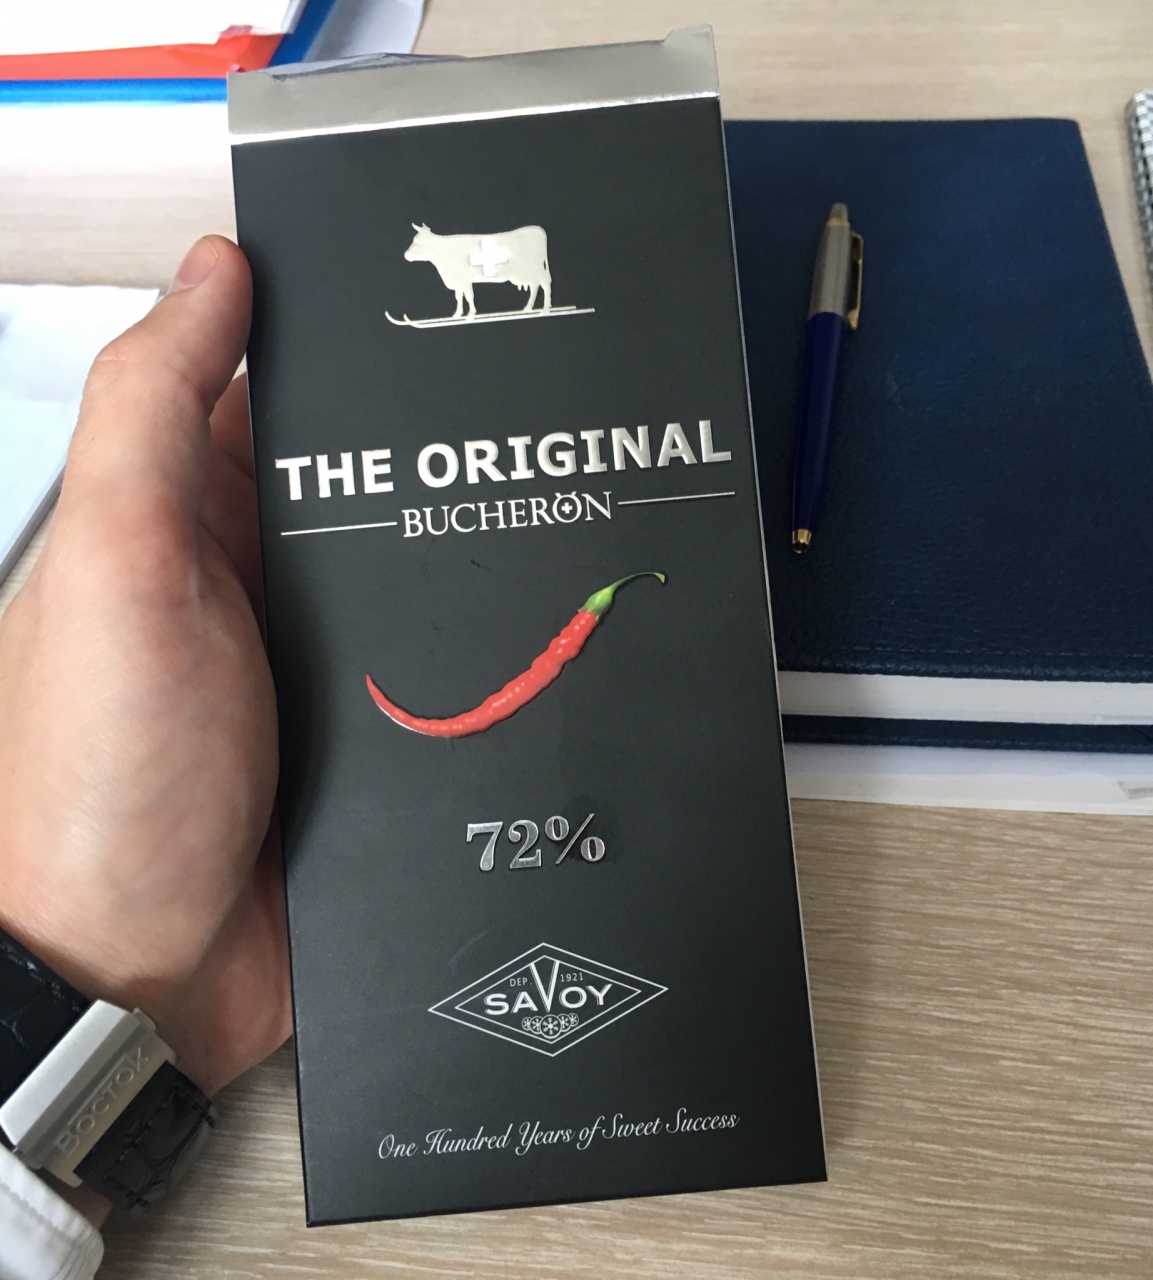 THE ORIGINAL
BUCHERON
72%
DEP. 1921
SAVOY
One Hundred Years of Sweet Success
ВОСТОК